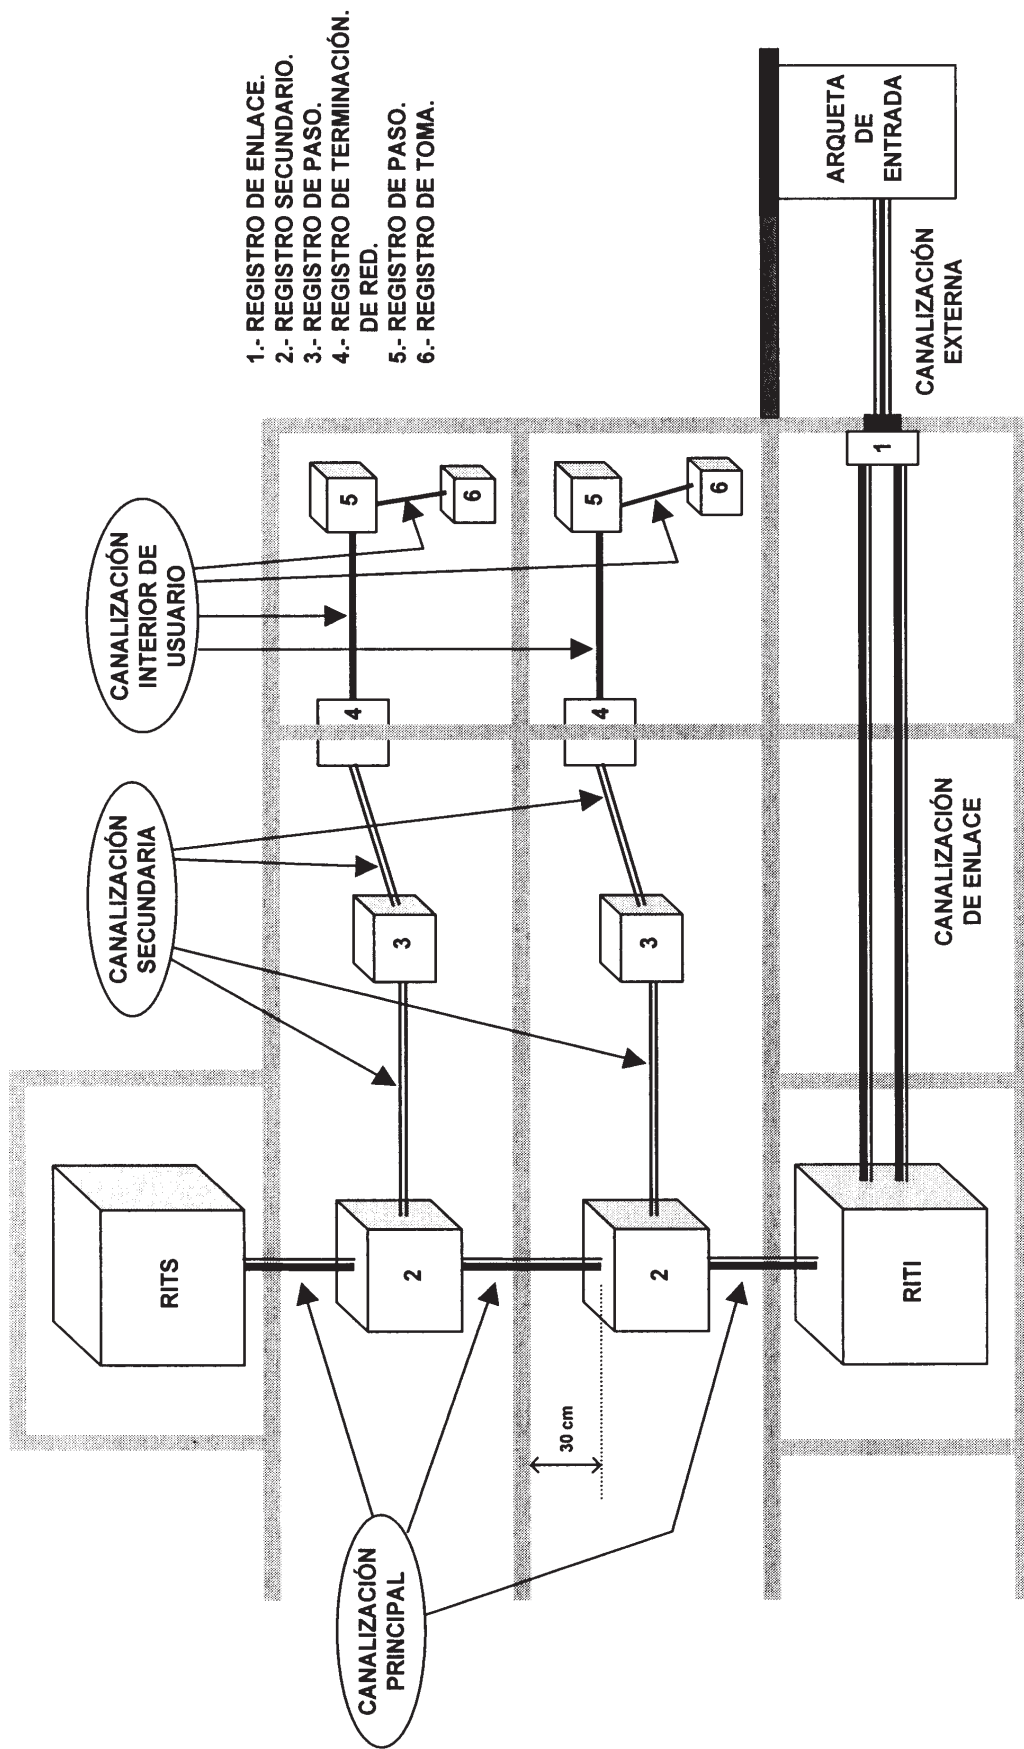 CANALIZACIÓN
PRINCIPAL
CANALIZACIÓN
SECUNDARIA
CANALIZACIÓN
INTERIOR DE
USUARIO
1.- REGISTRO DE ENLACE.
2.- REGISTRO SECUNDARIO.
3.- REGISTRO DE PASO.
4.- REGISTRO DE TERMINACIÓN.
DE RED.
5.- REGISTRO DE PASO.
6.- REGISTRO DE TOMA.
RITS
2
3
4
5
6
30 cm
2
3
4
5
6
RITI
CANALIZACIÓN
DE ENLACE
1
CANALIZACIÓN
EXTERNA
ARQUETA
DE
ENTRADA